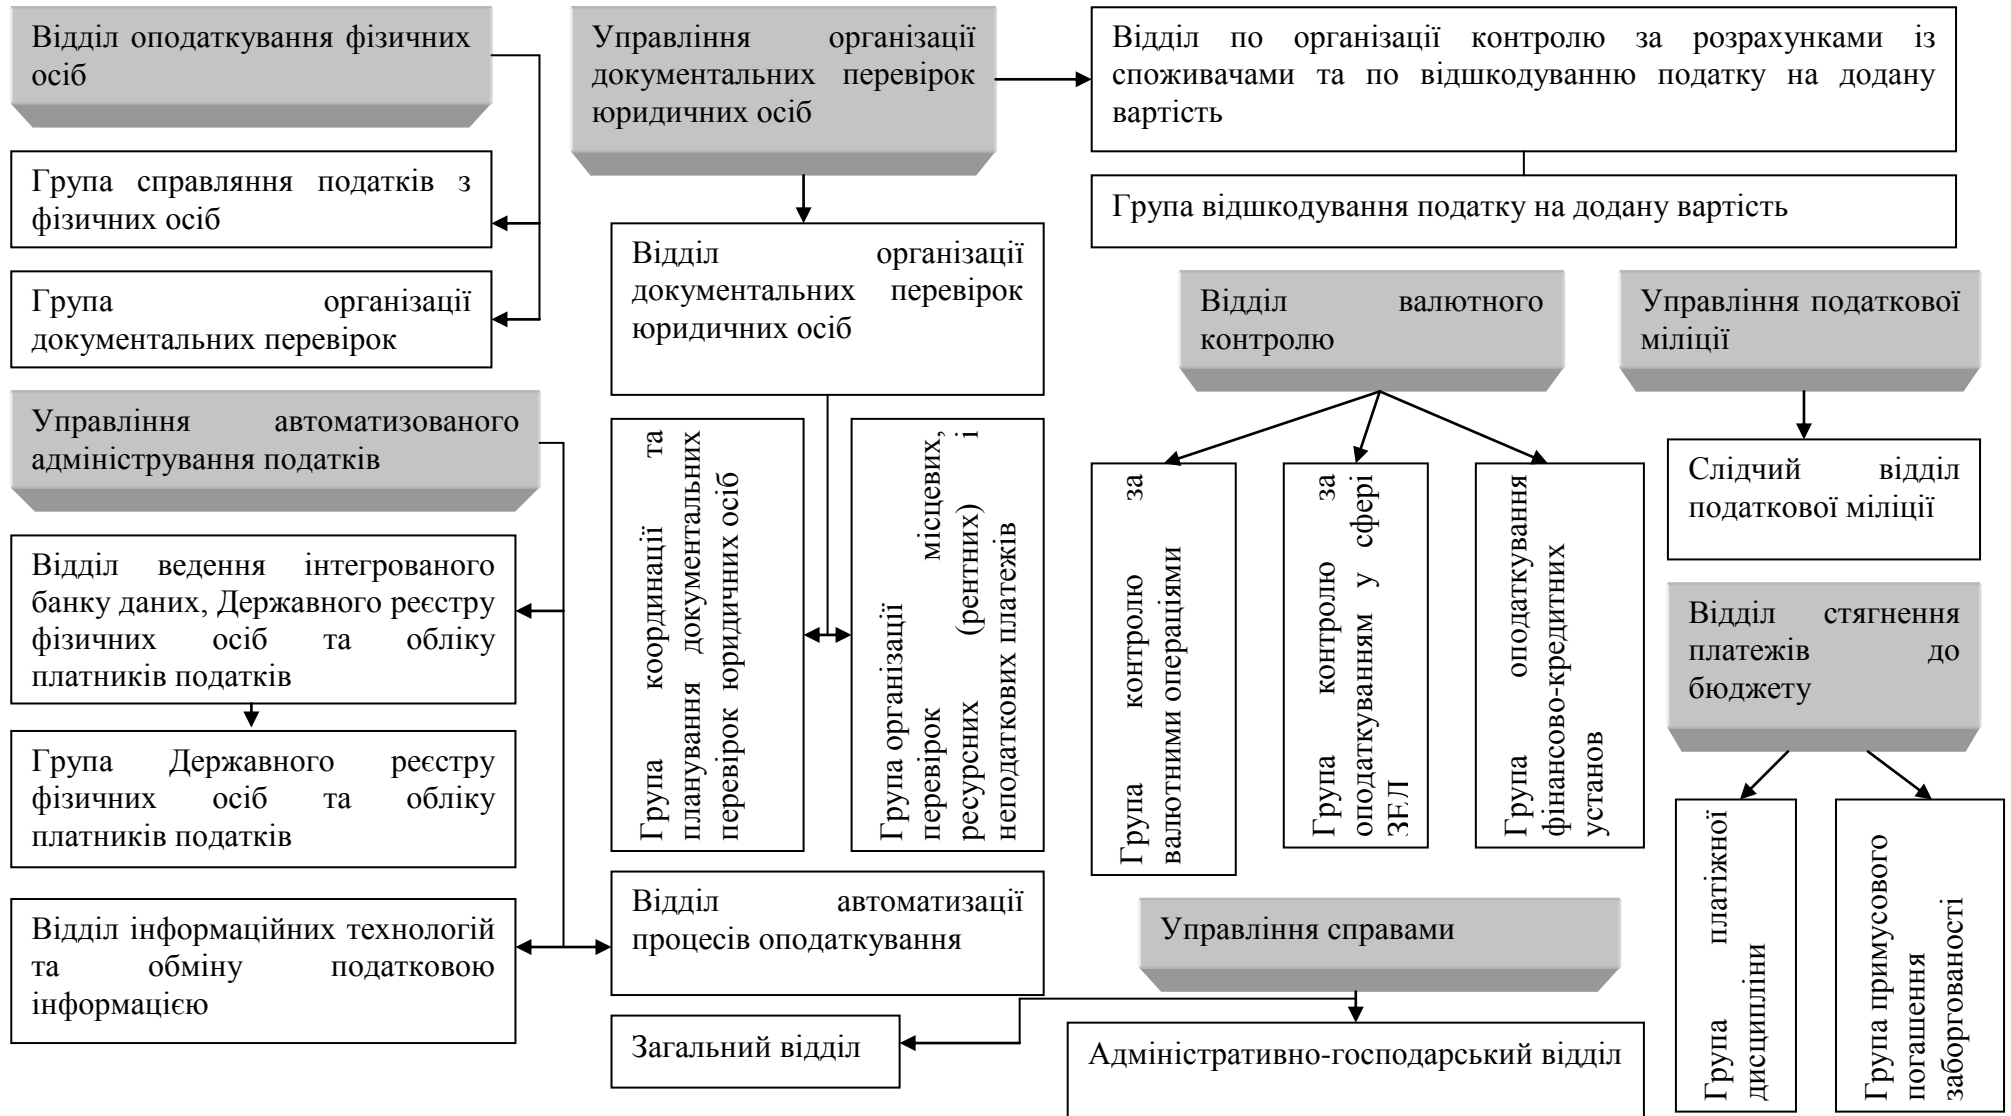 Відділ оподаткування фізичних
осіб
Група справляння податків з
фізичних осіб
Група організації
документальних перевірок
Управління автоматизованого
адміністрування податків
Відділ ведення інтегрованого
банку даних, Державного реєстру
фізичних осіб та обліку
платників податків
Група Державного реєстру
фізичних осіб та обліку
платників податків
Відділ інформаційних технологій
та обміну податковою
інформацією
Управління організації
документальних перевірок
юридичних осіб
Відділ організації
документальних перевірок
юридичних осіб
Група координації та
планування документальних
перевірок юридичних осіб
Група організації
перевірок місцевих,
ресурсних (рентних) і
неподаткових платежів
Відділ автоматизації
процесів оподаткування
Загальний відділ
Відділ по організації контролю за розрахунками із
споживачами та по відшкодуванню податку на додану
вартість
Група відшкодування податку на додану вартість
Відділ валютного
контролю
Група контролю за
валютними операціями
Група контролю за
оподаткуванням у сфері
ЗЕД
Група оподаткування
фінансово-кредитних
установ
Управління податкової
міліції
Слідчий відділ
податкової міліції
Відділ стягнення
платежів до
бюджету
Група платіжної
дисципліни
Група примусового
погашення
заборгованості
Управління справами
Адміністративно-господарський відділ